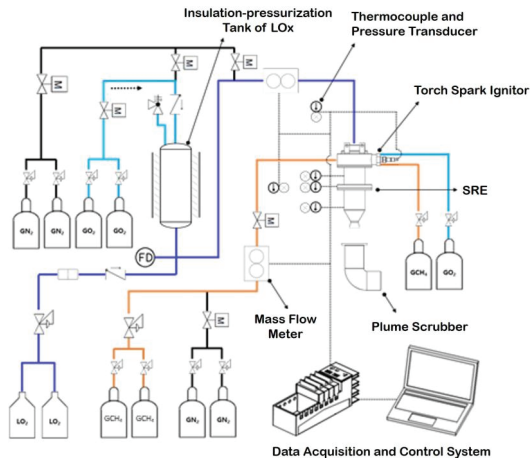 Insulation-pressurization
Tank of LOx
Thermocouple and
Pressure Transducer
M
M
M
M
Torch Spark Ignitor
SRE
GN₂
GN₂
GO₂
GO₂
M
FD
GCH₄
GO₂
Mass Flow
Meter
Plume Scrubber
M
LO₂
LO₂
GCH₄
GCH₄
GN₂
GN₂
Data Acquisition and Control System